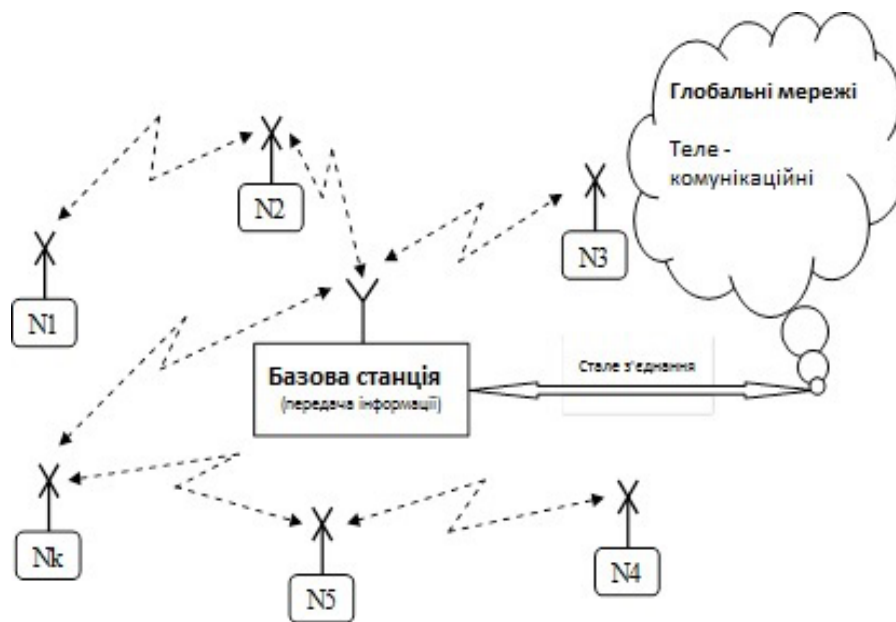 Глобальні мережі
Теле -
комунікаційні
N2
N3
N1
Базова станція
(передача інформації)
Стале з'єднання
Nk
N5
N4